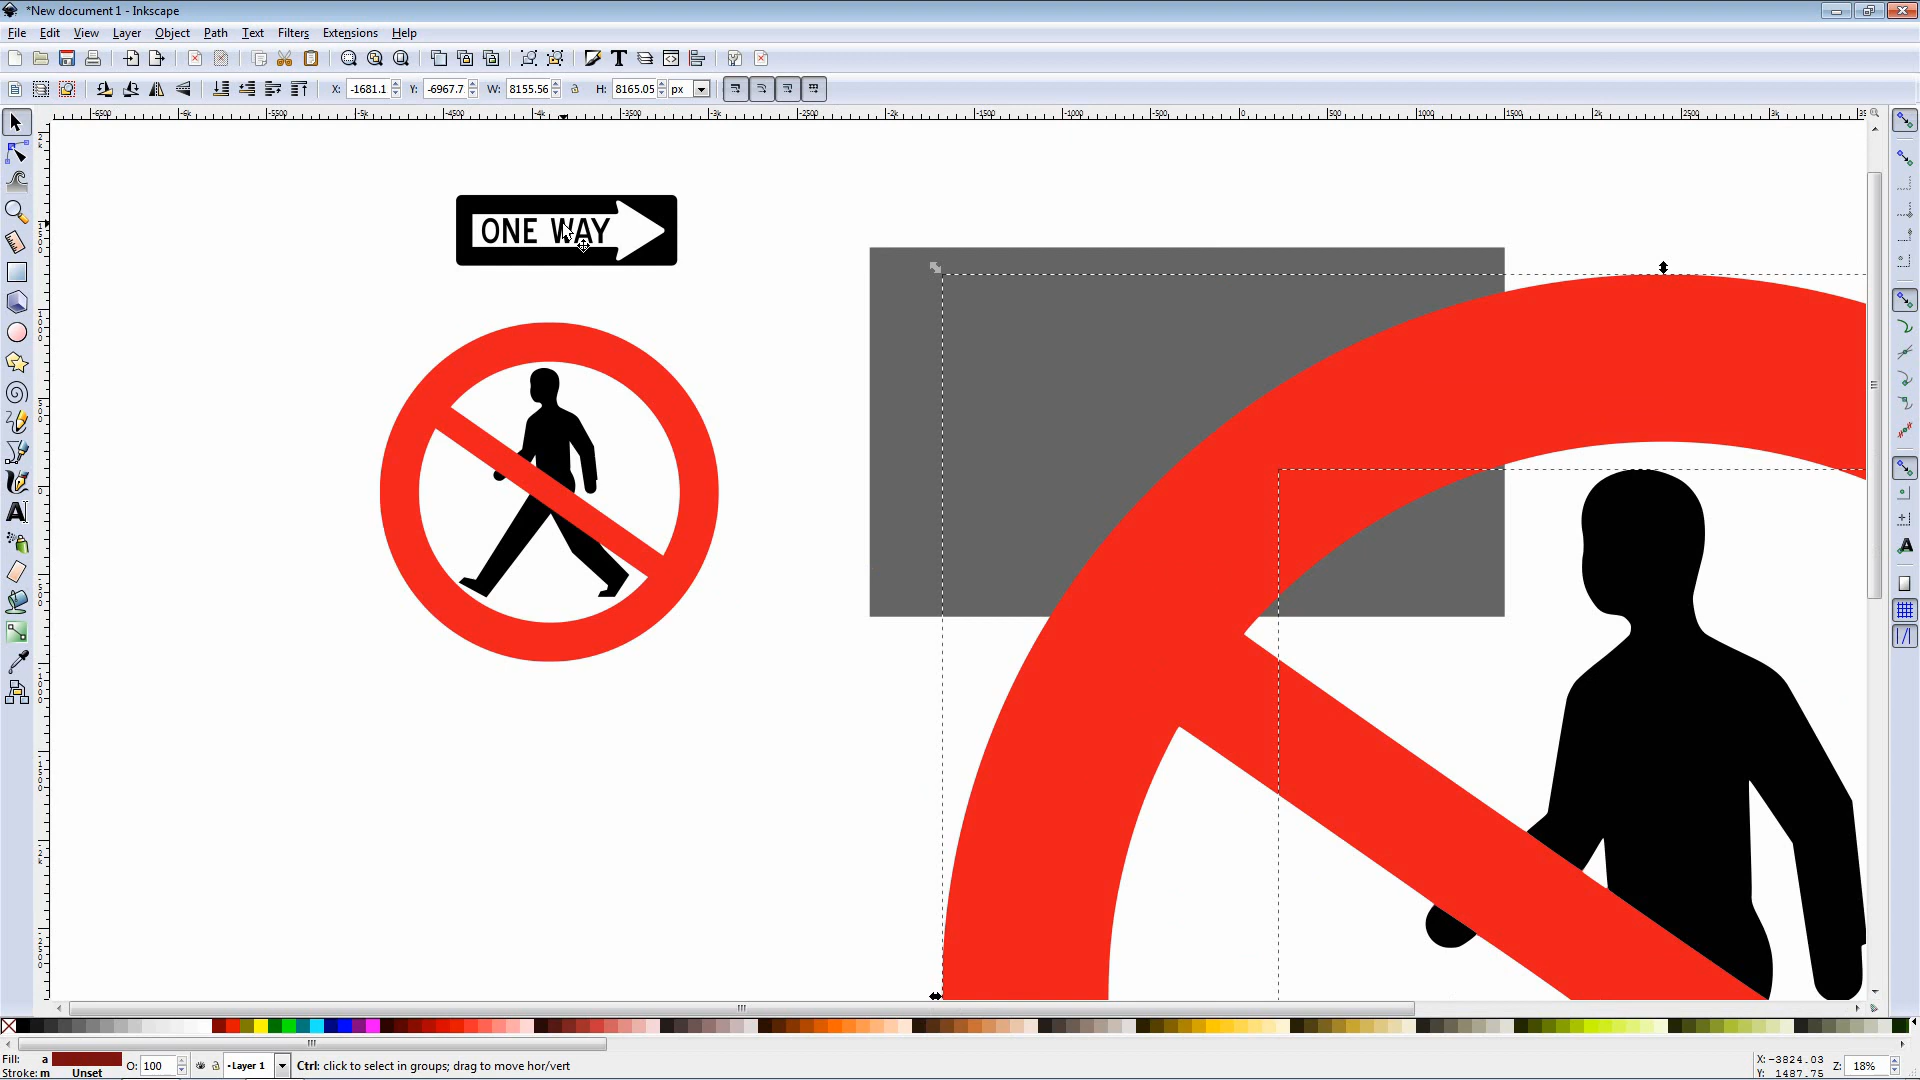 *New document 1 - Inkscape
File Edit View Layer Object Path Text Filters Extensions Help
X: -1681.1 Y: -6967.7 W: 8155.56 H: 8165.05 px
ONE WAY
Fill: a O: 100 Layer 1 Ctrl: click to select in groups; drag to move hor/vert X: -3824.03 Z: 18%
Stroke: m Unset Y: 1487.75